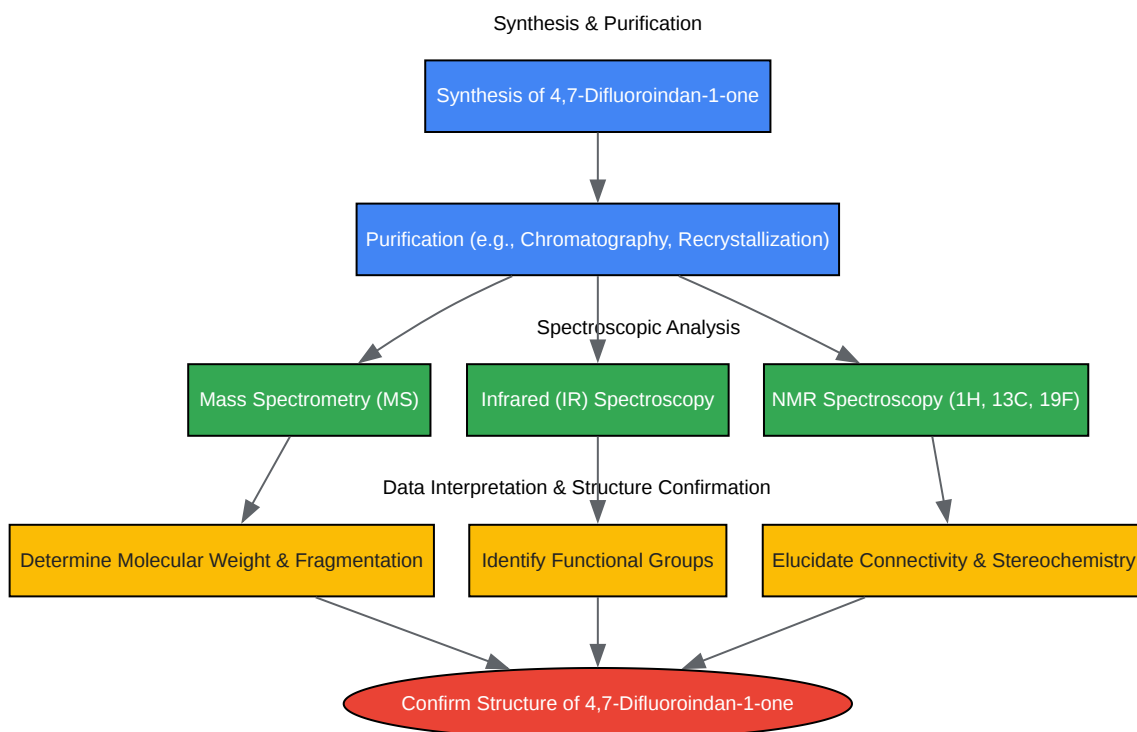 Synthesis & Purification
Synthesis of 4,7-Difluoroindan-1-one
Purification (e.g., Chromatography, Recrystallization)
Spectroscopic Analysis
Mass Spectrometry (MS)
Infrared (IR) Spectroscopy
NMR Spectroscopy (1H, 13C, 19F)
Data Interpretation & Structure Confirmation
Determine Molecular Weight & Fragmentation
Identify Functional Groups
Elucidate Connectivity & Stereochemistry
Confirm Structure of 4,7-Difluoroindan-1-one